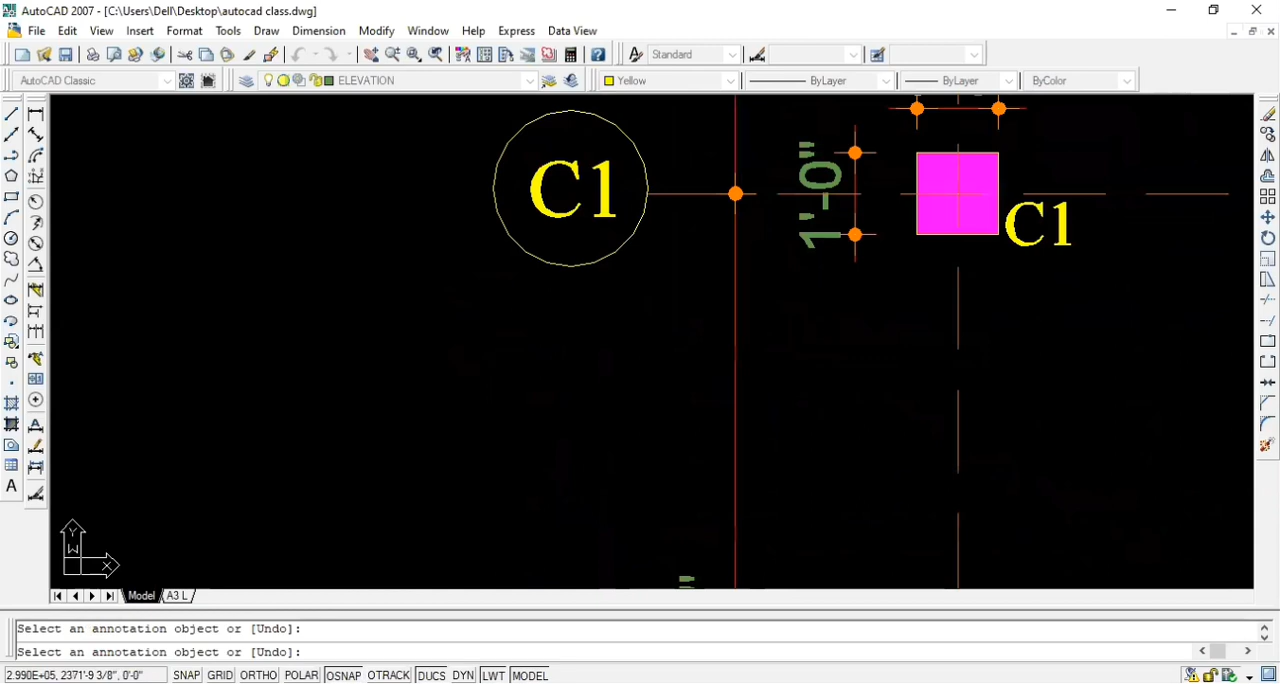 AutoCAD 2007 - [C:\Users\Dell\Desktop\autocad class.dwg]
File Edit View Insert Format Tools Draw Dimension Modify Window Help Express Data View
Standard
AutoCAD Classic ELEVATION Yellow ByLayer ByLayer ByColor
C1
1'-0"
C1
Y
W
X
Model A3 L
Select an annotation object or [Undo]:
Select an annotation object or [Undo]:
2.990E+05, 2371'-9 3/8", 0'-0" SNAP GRID ORTHO POLAR OSNAP OTRACK DUCS DYN LWT MODEL